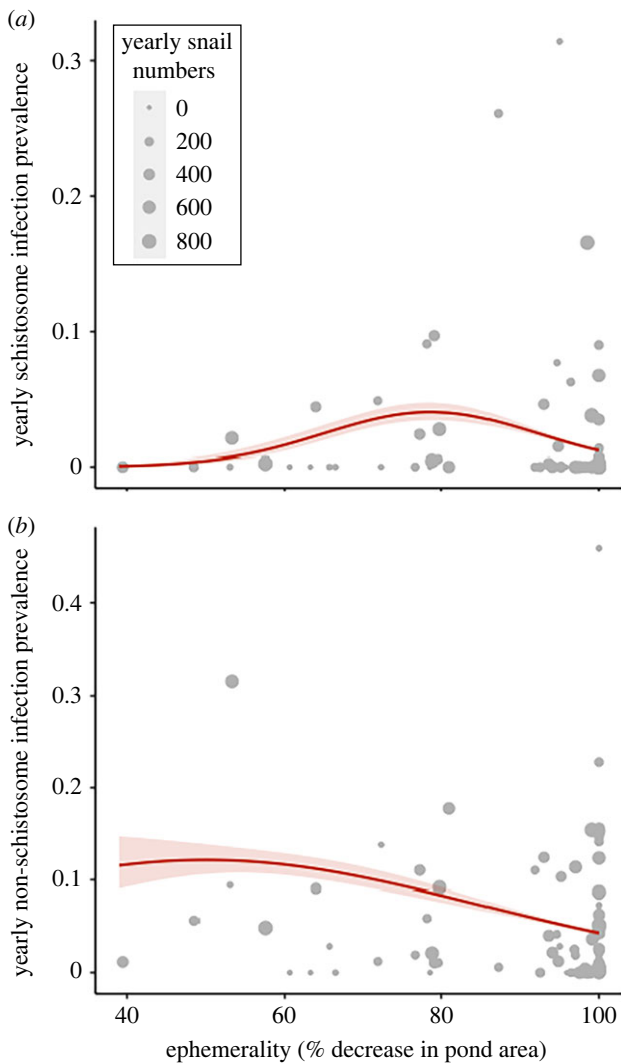 (a)
yearly snail
numbers
0
200
400
600
800
yearly schistosome infection prevalence
0.3
0.2
0.1
0
(b)
yearly non-schistosome infection prevalence
0.4
0.3
0.2
0.1
0
40 60 80 100
ephemerality (% decrease in pond area)